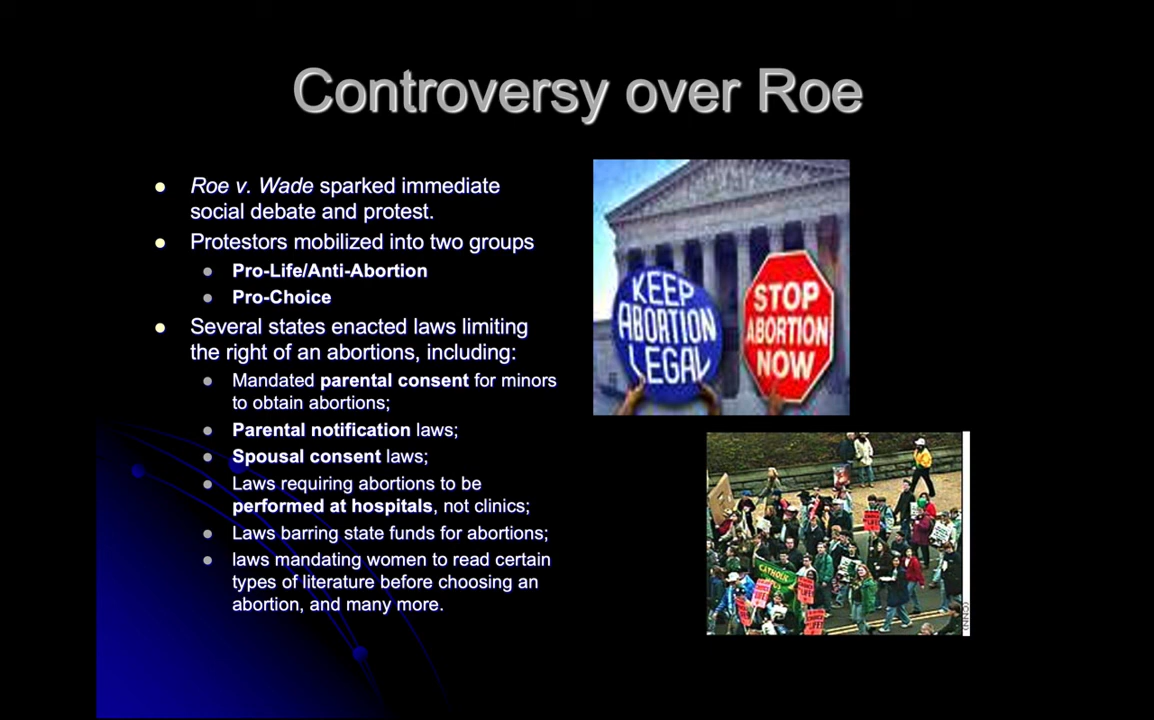 Controversy over Roe
Roe v. Wade sparked immediate
social debate and protest.
Protestors mobilized into two groups
Pro-Life/Anti-Abortion
Pro-Choice
Several states enacted laws limiting
the right of an abortions, including:
Mandated parental consent for minors
to obtain abortions;
Parental notification laws;
Spousal consent laws;
Laws requiring abortions to be
performed at hospitals, not clinics;
Laws barring state funds for abortions;
laws mandating women to read certain
types of literature before choosing an
abortion, and many more.
KEEP
ABORTION
LEGAL
STOP
ABORTION
NOW
CATHOLIC